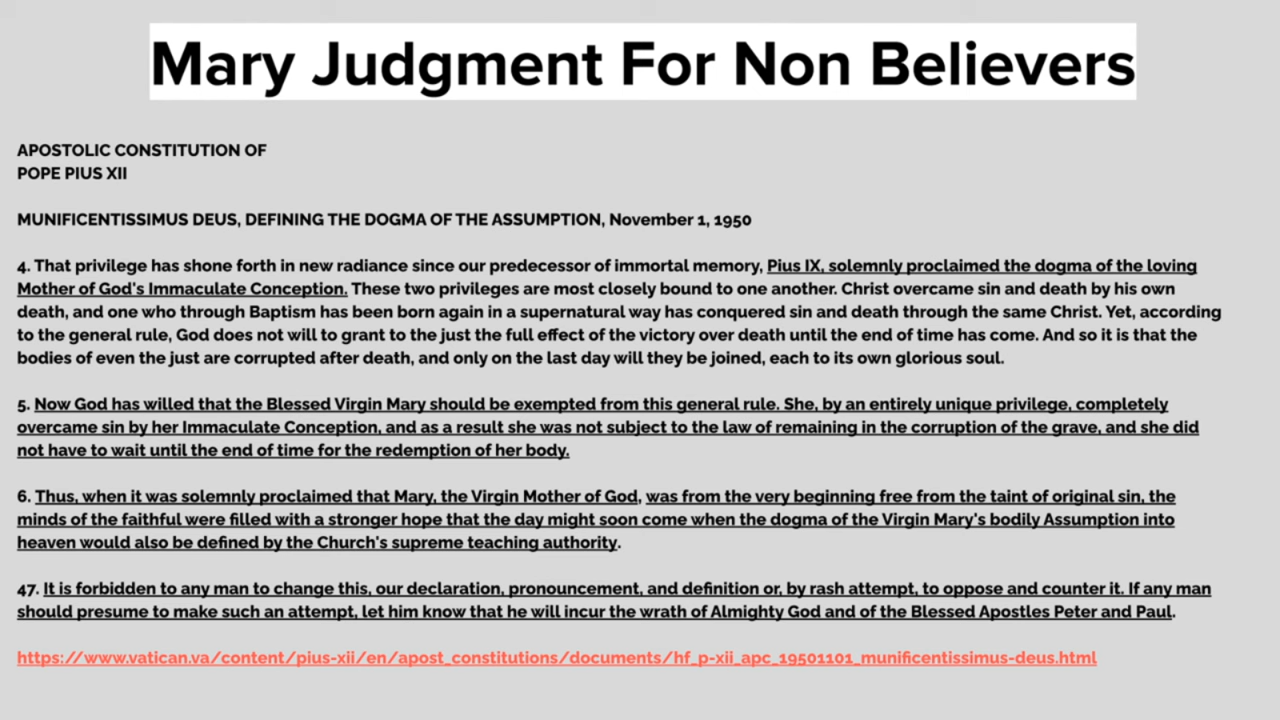 Mary Judgment For Non Believers
APOSTOLIC CONSTITUTION OF
POPE PIUS XII
MUNIFICENTISSIMUS DEUS, DEFINING THE DOGMA OF THE ASSUMPTION, November 1, 1950
4. That privilege has shone forth in new radiance since our predecessor of immortal memory, Pius IX, solemnly proclaimed the dogma of the loving
Mother of God's Immaculate Conception. These two privileges are most closely bound to one another. Christ overcame sin and death by his own
death, and one who through Baptism has been born again in a supernatural way has conquered sin and death through the same Christ. Yet, according
to the general rule, God does not will to grant to the just the full effect of the victory over death until the end of time has come. And so it is that the
bodies of even the just are corrupted after death, and only on the last day will they be joined, each to its own glorious soul.
5. Now God has willed that the Blessed Virgin Mary should be exempted from this general rule. She, by an entirely unique privilege, completely
overcame sin by her Immaculate Conception, and as a result she was not subject to the law of remaining in the corruption of the grave, and she did
not have to wait until the end of time for the redemption of her body.
6. Thus, when it was solemnly proclaimed that Mary, the Virgin Mother of God, was from the very beginning free from the taint of original sin, the
minds of the faithful were filled with a stronger hope that the day might soon come when the dogma of the Virgin Mary's bodily Assumption into
heaven would also be defined by the Church's supreme teaching authority.
47. It is forbidden to any man to change this, our declaration, pronouncement, and definition or, by rash attempt, to oppose and counter it. If any man
should presume to make such an attempt, let him know that he will incur the wrath of Almighty God and of the Blessed Apostles Peter and Paul.
https://www.vatican.va/content/pius-xii/en/apost_constitutions/documents/hf_p-xii_apc_19501101_munificentissimus-deus.html